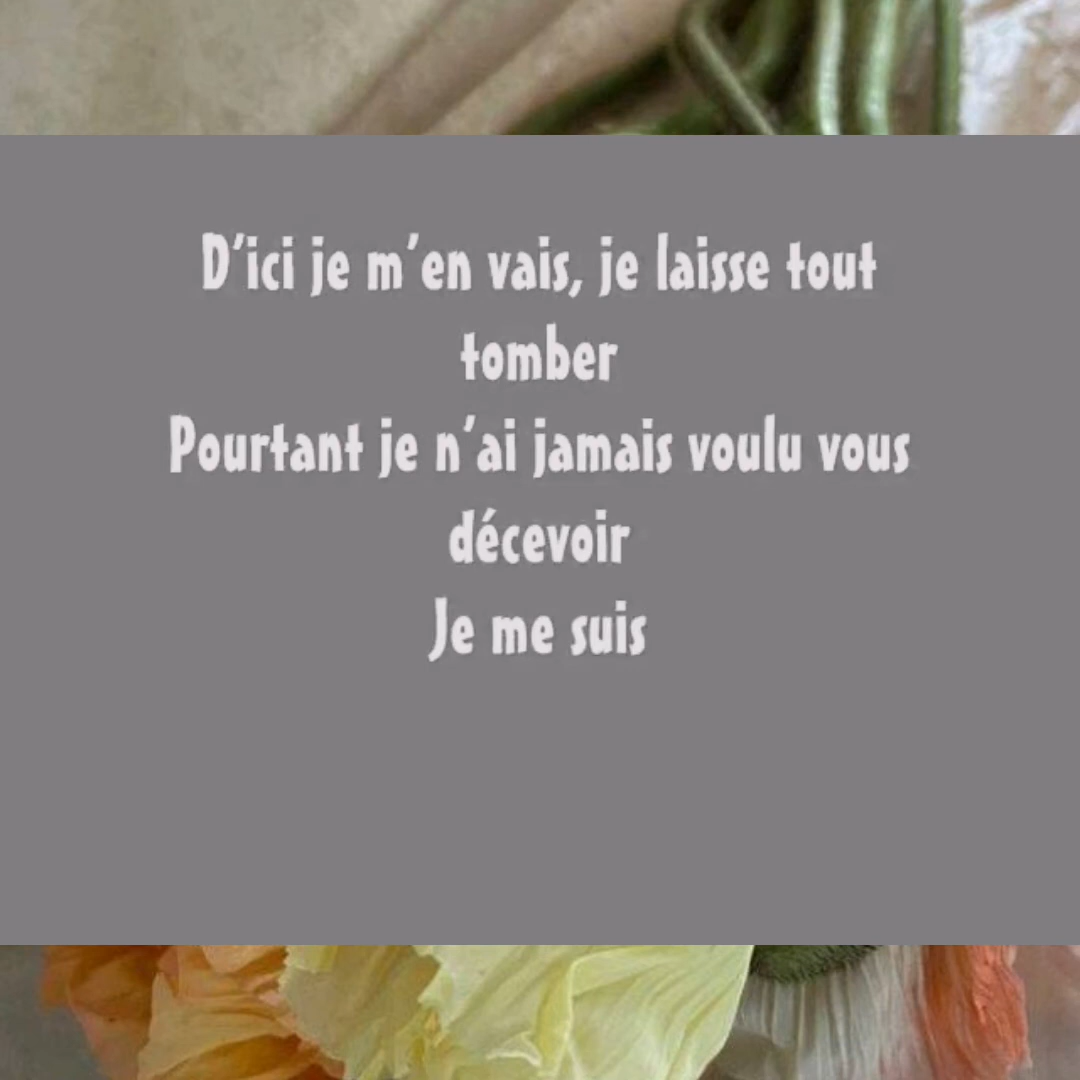 D'ici je m'en vais, je laisse tout
tomber
Pourtant je n'ai jamais voulu vous
décevoir
Je me suis